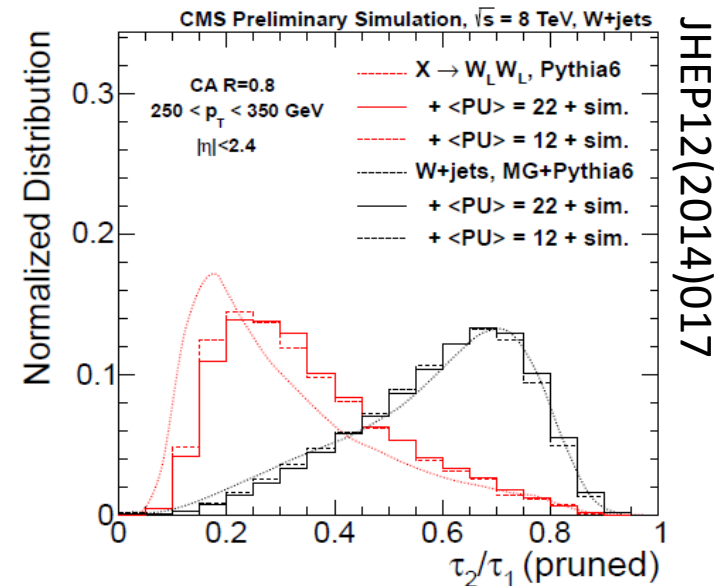 CMS Preliminary Simulation, √s = 8 TeV, W+jets
Normalized Distribution
0.3
0.2
0.1
0
CA R=0.8
250 < p_T < 350 GeV
|η|<2.4
X → W_L W_L, Pythia6
+ <PU> = 22 + sim.
+ <PU> = 12 + sim.
W+jets, MG+Pythia6
+ <PU> = 22 + sim.
+ <PU> = 12 + sim.
0 0.2 0.4 0.6 0.8 1
τ₂/τ₁ (pruned)
JHEP12(2014)017